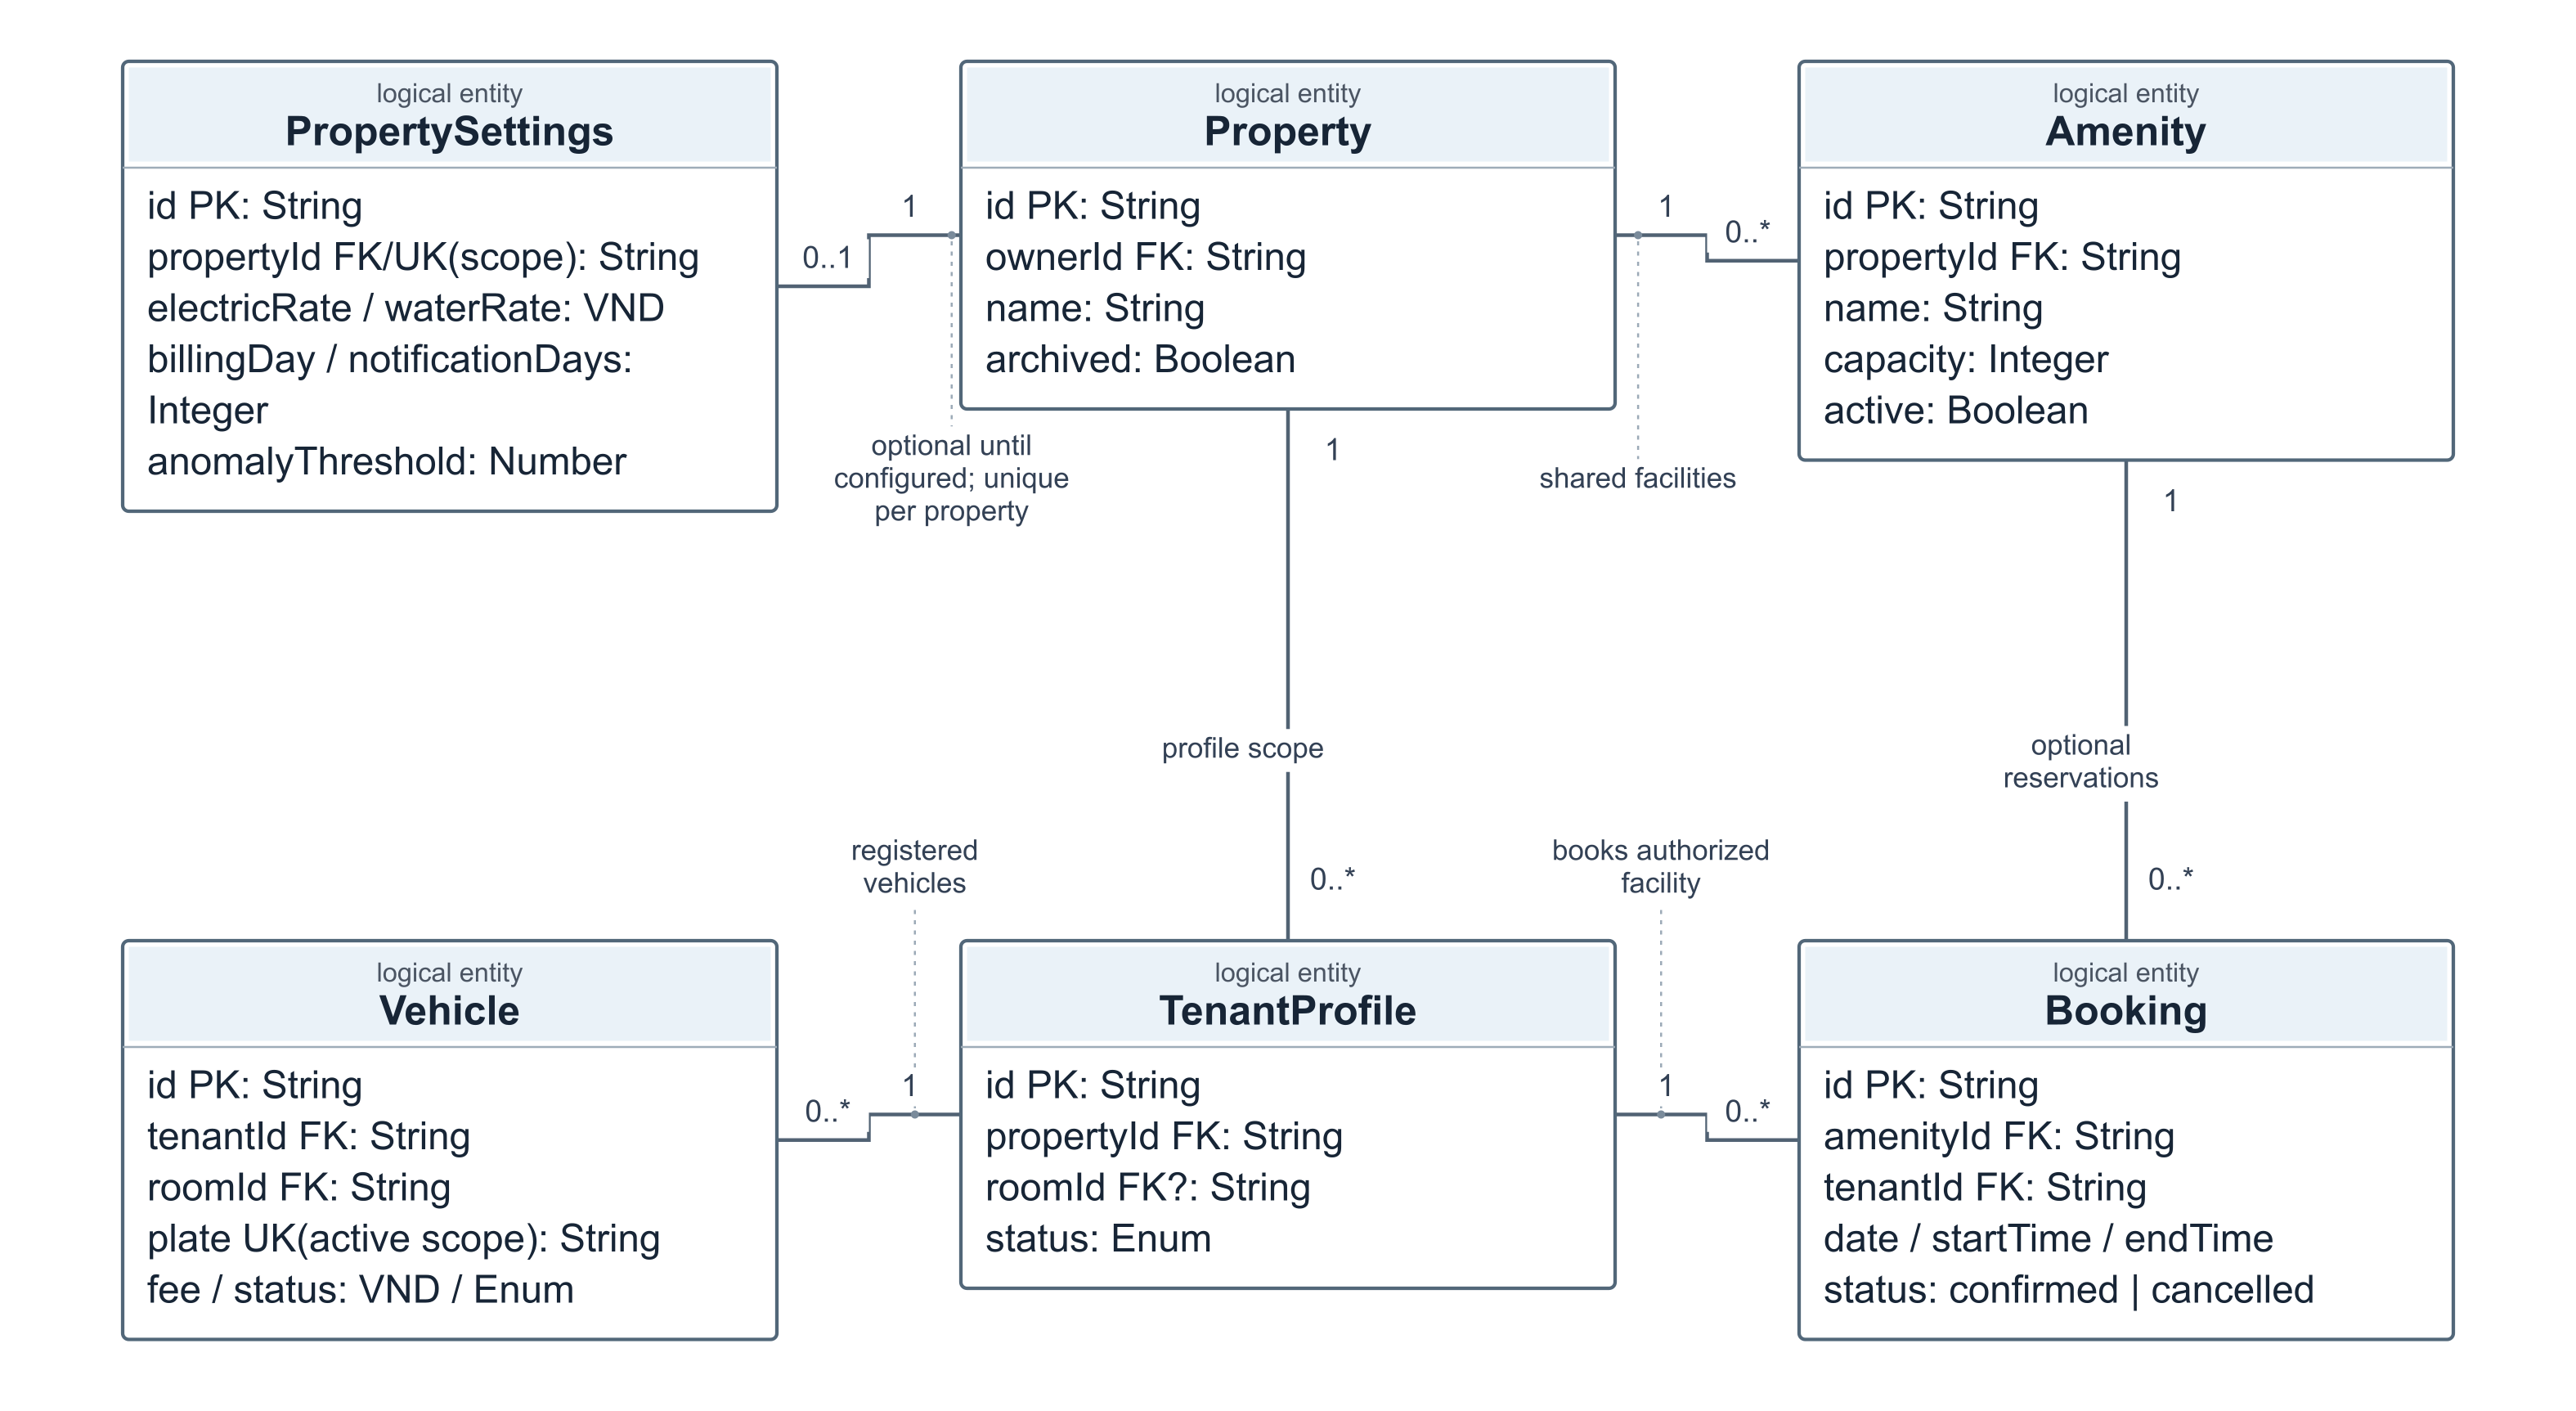 logical entity
PropertySettings
id PK: String
propertyId FK/UK(scope): String
electricRate / waterRate: VND
billingDay / notificationDays:
Integer
anomalyThreshold: Number
0..1
1
optional until
configured; unique
per property
logical entity
Property
id PK: String
ownerId FK: String
name: String
archived: Boolean
1
0..*
shared facilities
logical entity
Amenity
id PK: String
propertyId FK: String
name: String
capacity: Integer
active: Boolean
1
profile scope
0..*
1
optional
reservations
0..*
registered
vehicles
books authorized
facility
logical entity
Vehicle
id PK: String
tenantId FK: String
roomId FK: String
plate UK(active scope): String
fee / status: VND / Enum
0..*
1
logical entity
TenantProfile
id PK: String
propertyId FK: String
roomId FK?: String
status: Enum
1
0..*
logical entity
Booking
id PK: String
amenityId FK: String
tenantId FK: String
date / startTime / endTime
status: confirmed | cancelled